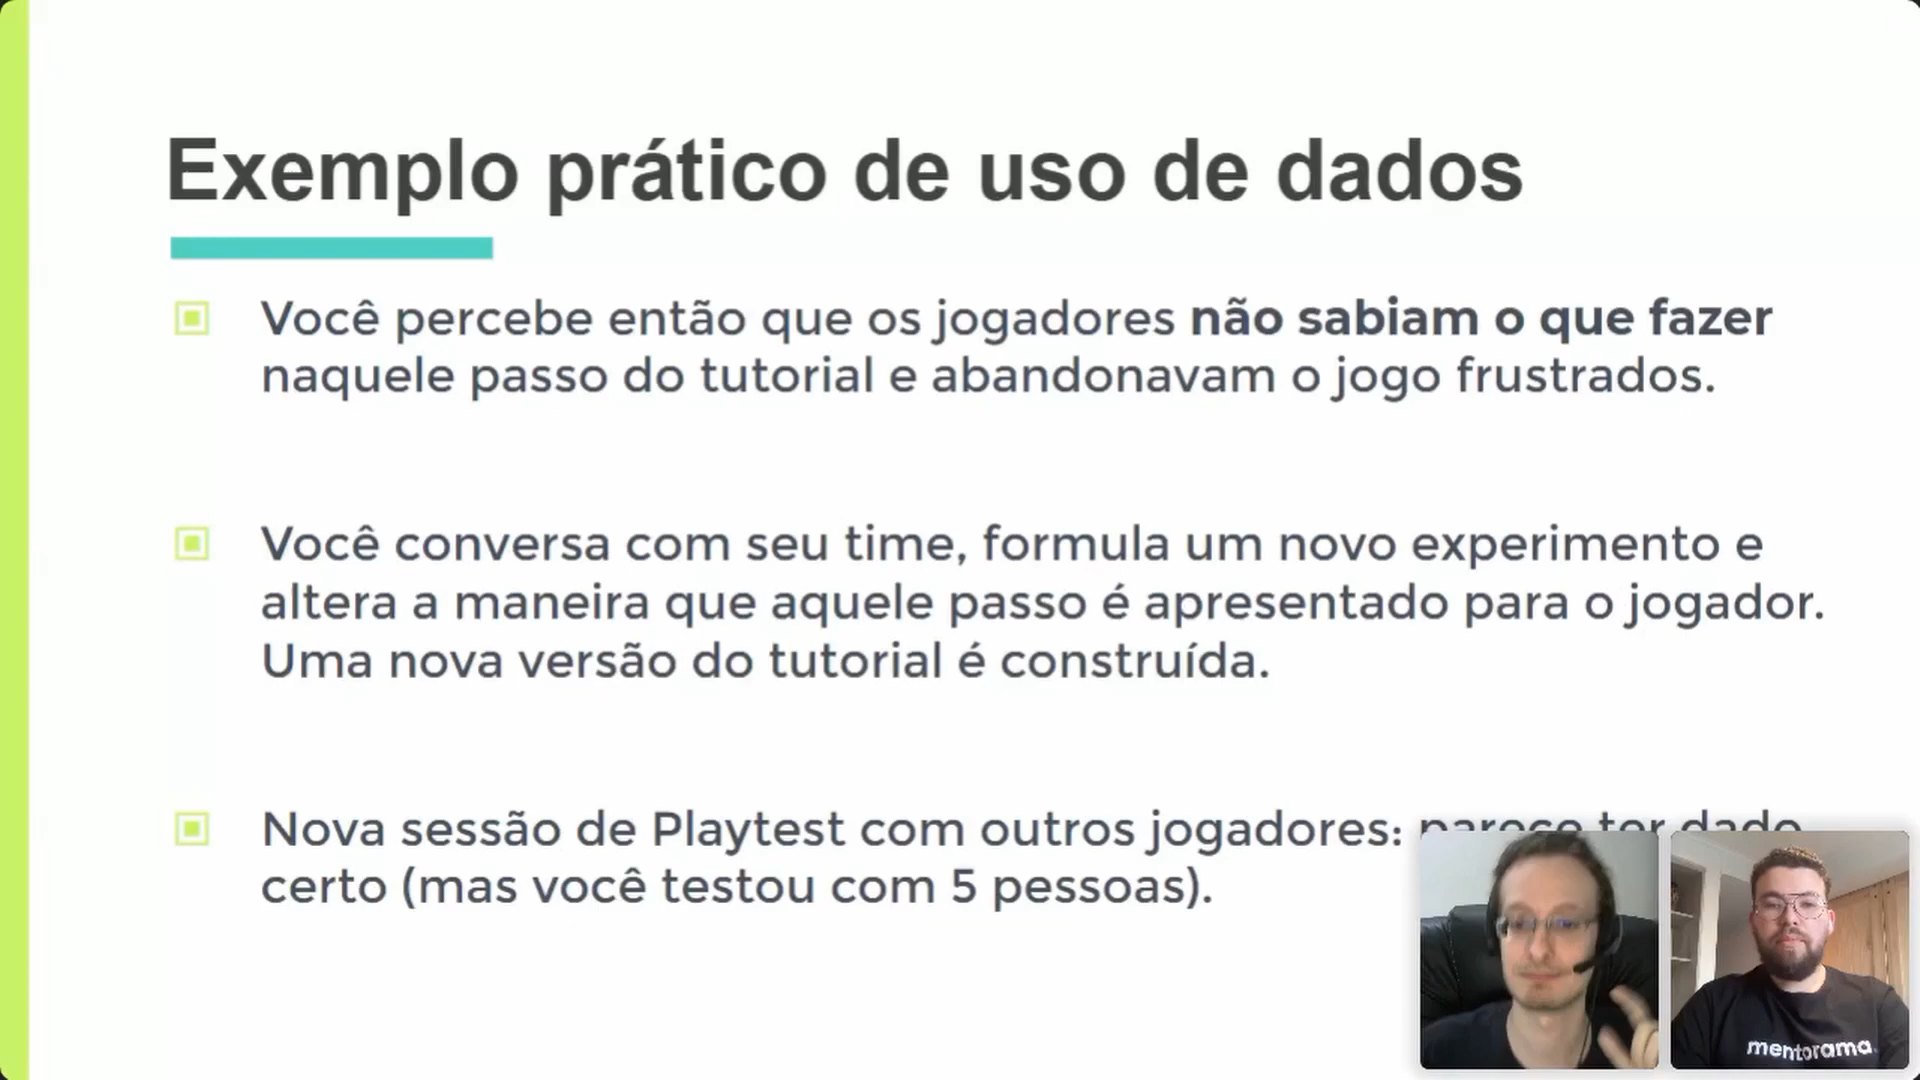 Exemplo prático de uso de dados
Você percebe então que os jogadores não sabiam o que fazer
naquele passo do tutorial e abandonavam o jogo frustrados.
Você conversa com seu time, formula um novo experimento e
altera a maneira que aquele passo é apresentado para o jogador.
Uma nova versão do tutorial é construída.
Nova sessão de Playtest com outros jogadores: parece ter dado
certo (mas você testou com 5 pessoas).
mentorama